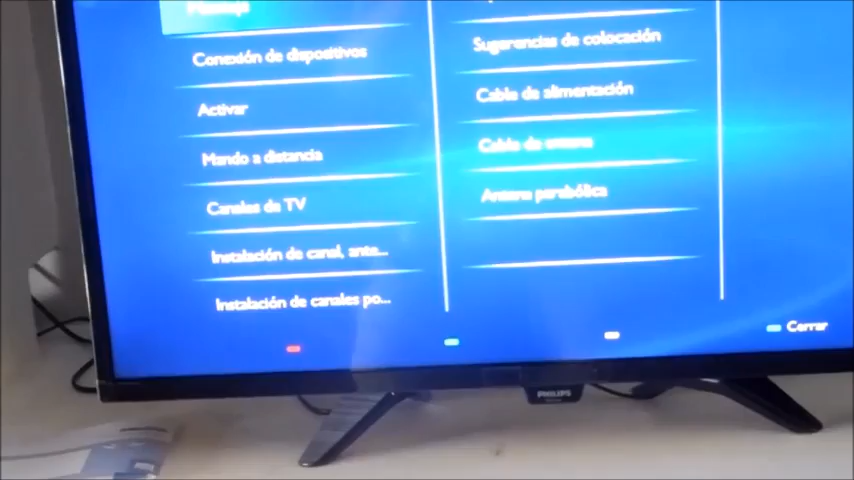 Conexión de dispositivos
Activar
Mando a distancia
Canales de TV
Instalación de canal, ante...
Instalación de canales po...
Sugerencias de colocación
Cable de alimentación
Cable de antena
Antena parabólica
Cerrar
PHILIPS